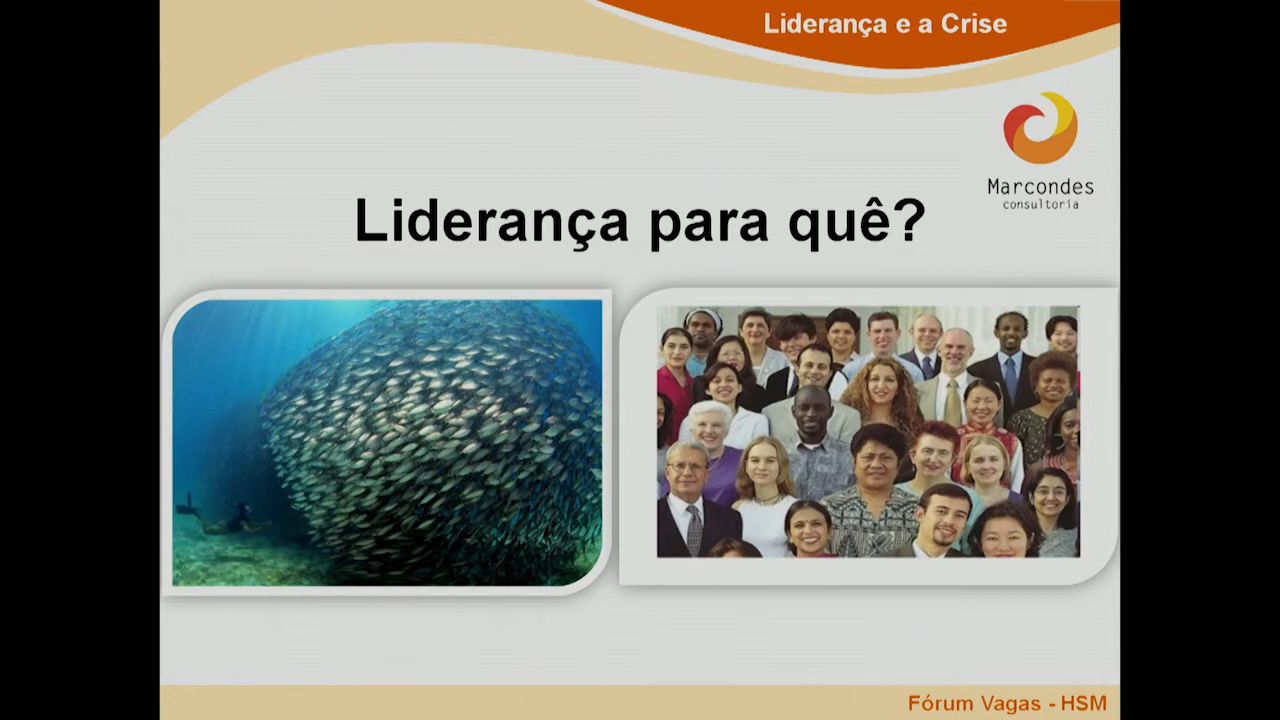 Liderança e a Crise
Marcondes
consultoria
Liderança para quê?
Fórum Vagas - HSM